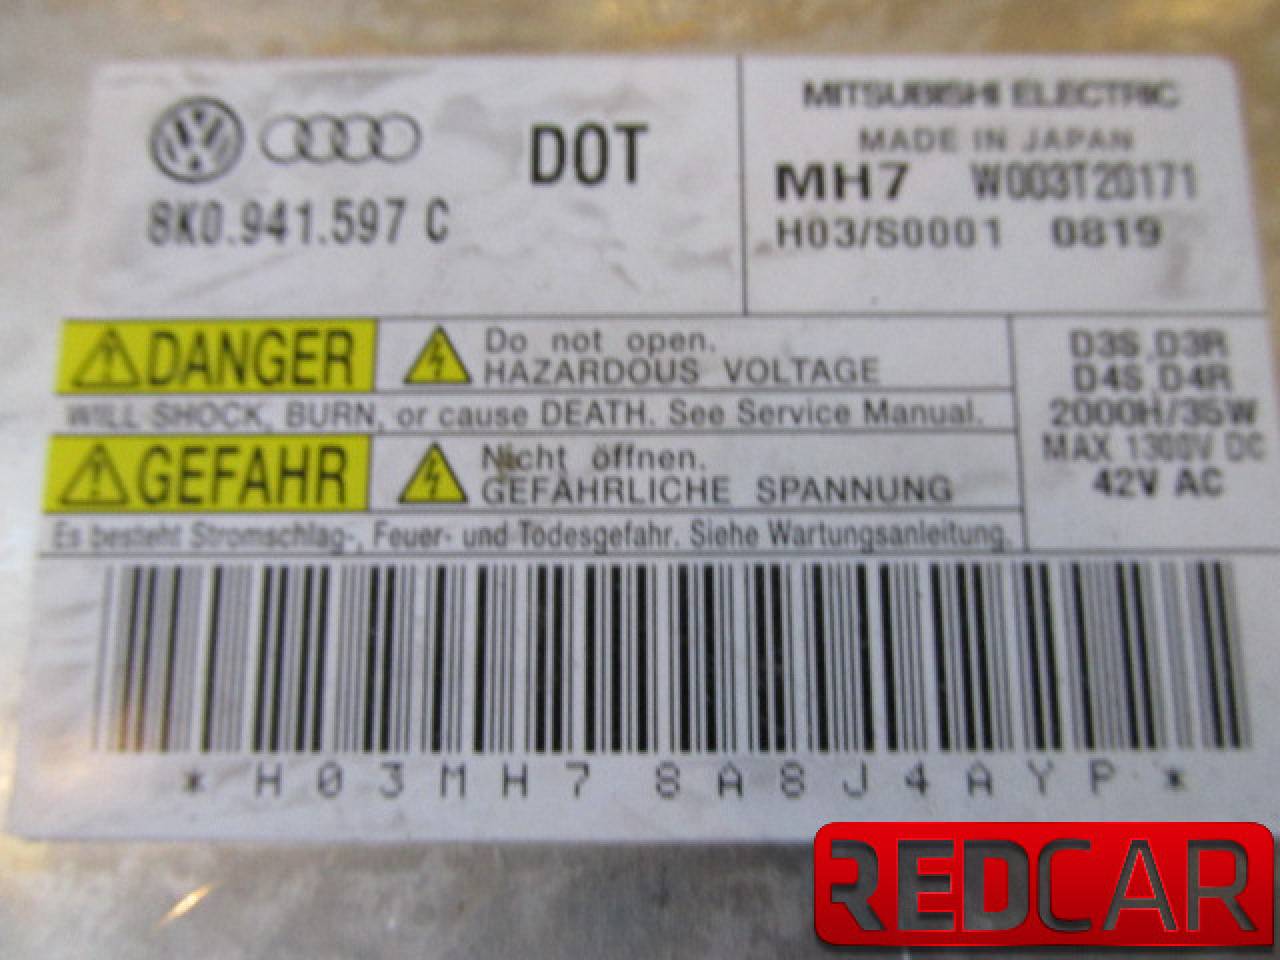 DOT
8K0.941.597 C
MITSUBISHI ELECTRIC
MADE IN JAPAN
MH7 W003T20171
H03/S0001 0819
DANGER
Do not open.
HAZARDOUS VOLTAGE
WILL SHOCK, BURN, or cause DEATH. See Service Manual.
GEFAHR
Nicht öffnen.
GEFÄHRLICHE SPANNUNG
Es besteht Stromschlag-, Feuer- und Todesgefahr. Siehe Wartungsanleitung.
D3S, D3R
D4S, D4R
2000H/35W
MAX 1300V DC
42V AC
*H03MH78A8J4AYP*
REDCAR